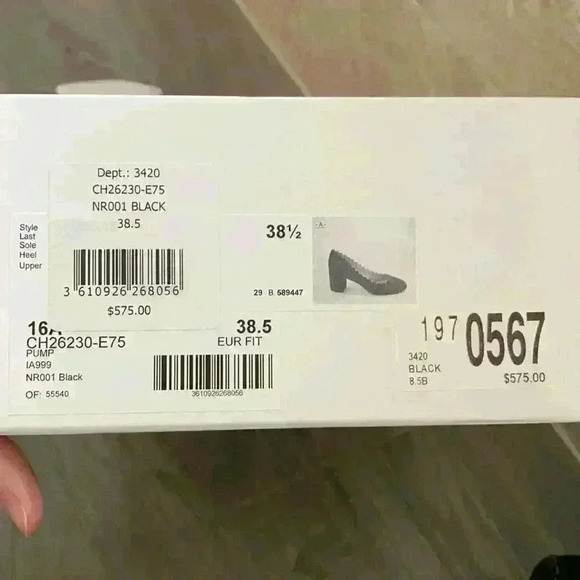 Dept.: 3420
CH26230-E75
NR001 BLACK
38.5
3 610926 268056
$575.00
Style
Last
Sole
Heel
Upper
38½
-A-
29 B. 589447
38.5
EUR FIT
CH26230-E75
PUMP
IA999
NR001 Black
OF: 55540
3610926268056
197 0567
3420
BLACK
8.5B
$575.00